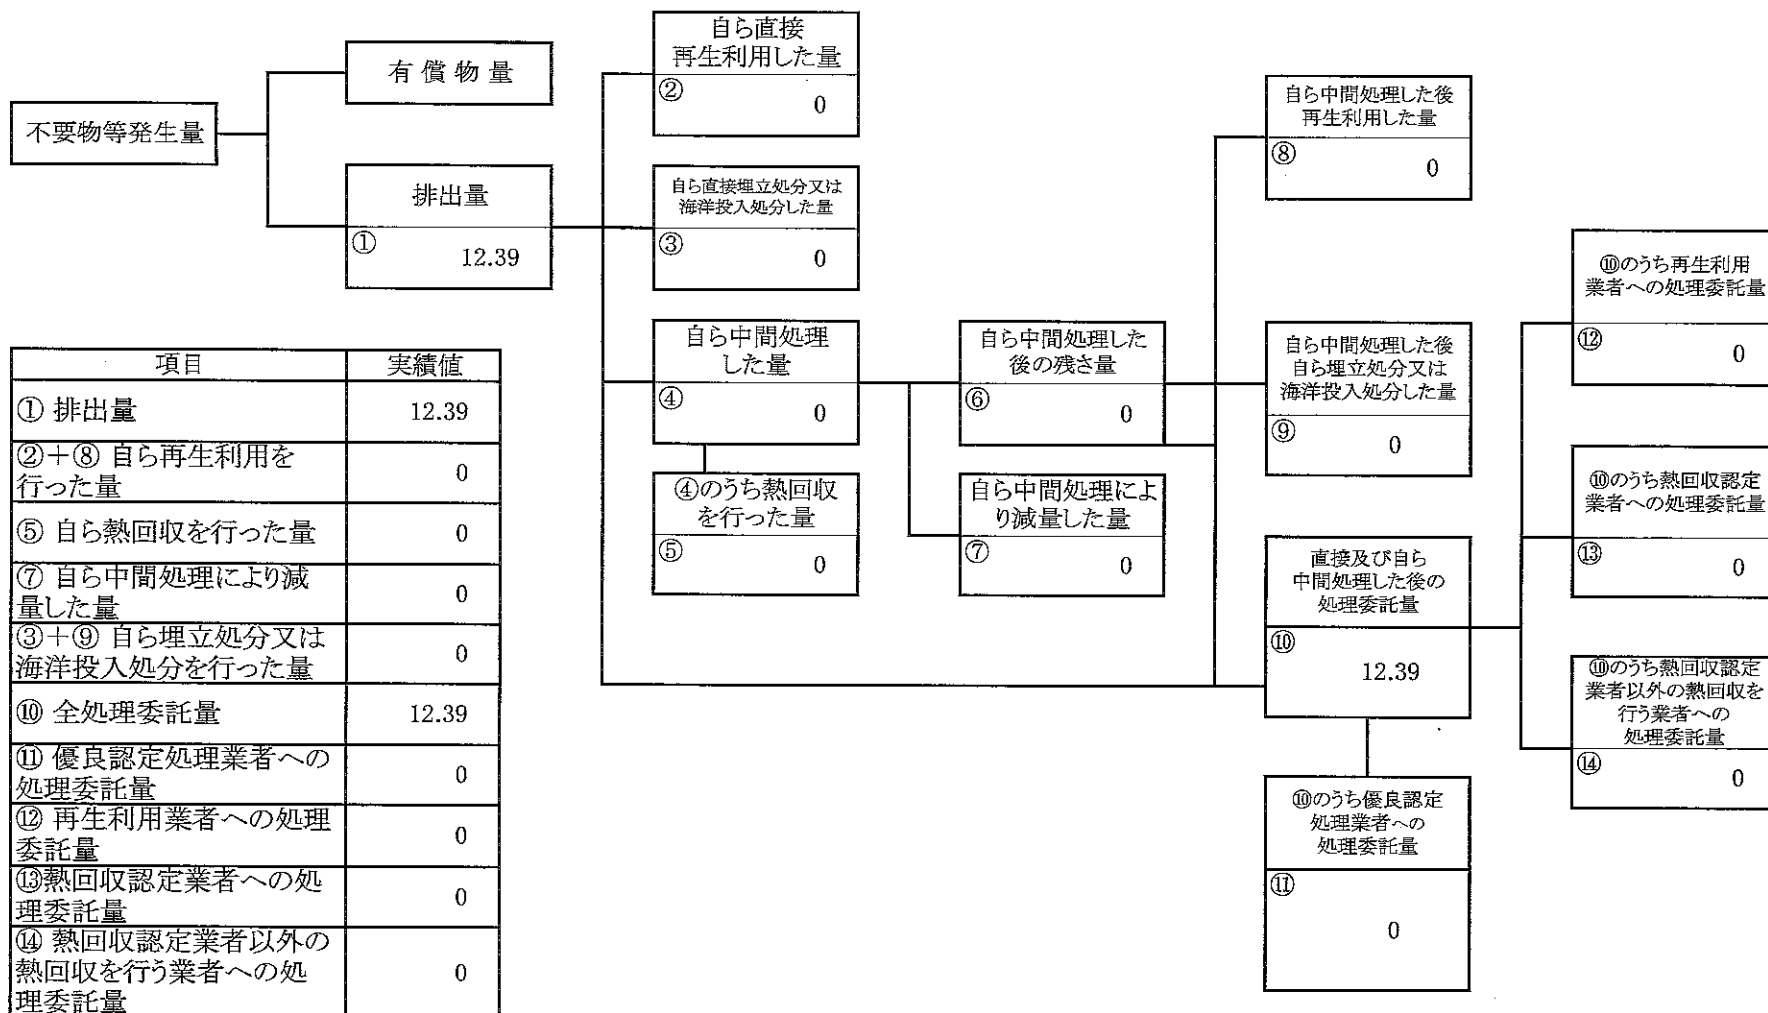 不要物等発生量
有償物量
排出量
①
12.39
自ら直接
再生利用した量
②
0
自ら直接埋立処分又は
海洋投入処分した量
③
0
自ら中間処理
した量
④
0
④のうち熱回収
を行った量
⑤
0
自ら中間処理した
後の残さ量
⑥
0
自ら中間処理によ
り減量した量
⑦
0
自ら中間処理した後
再生利用した量
⑧
0
自ら中間処理した後
自ら埋立処分又は
海洋投入処分した量
⑨
0
直接及び自ら
中間処理した後の
処理委託量
⑩
12.39
⑩のうち優良認定
処理業者への
処理委託量
⑪
0
⑩のうち再生利用
業者への処理委託量
⑫
0
⑩のうち熱回収認定
業者への処理委託量
⑬
0
⑩のうち熱回収認定
業者以外の熱回収を
行う業者への
処理委託量
⑭
0
項目 実績値
① 排出量 12.39
②+⑧ 自ら再生利用を
行った量 0
⑤ 自ら熱回収を行った量 0
⑦ 自ら中間処理により減
量した量 0
③+⑨ 自ら埋立処分又は
海洋投入処分を行った量 0
⑩ 全処理委託量 12.39
⑪ 優良認定処理業者への
処理委託量 0
⑫ 再生利用業者への処理
委託量 0
⑬熱回収認定業者への処
理委託量 0
⑭ 熱回収認定業者以外の
熱回収を行う業者への処
理委託量 0